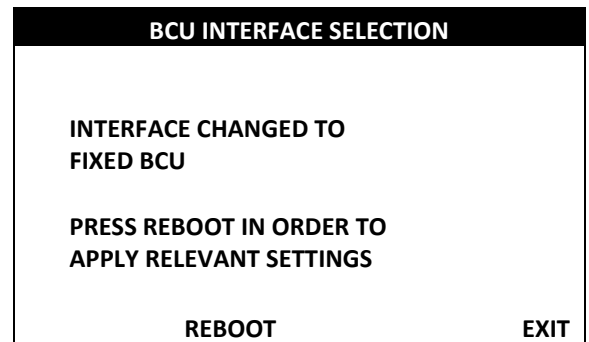 BCU INTERFACE SELECTION
INTERFACE CHANGED TO
FIXED BCU
PRESS REBOOT IN ORDER TO
APPLY RELEVANT SETTINGS
REBOOT EXIT